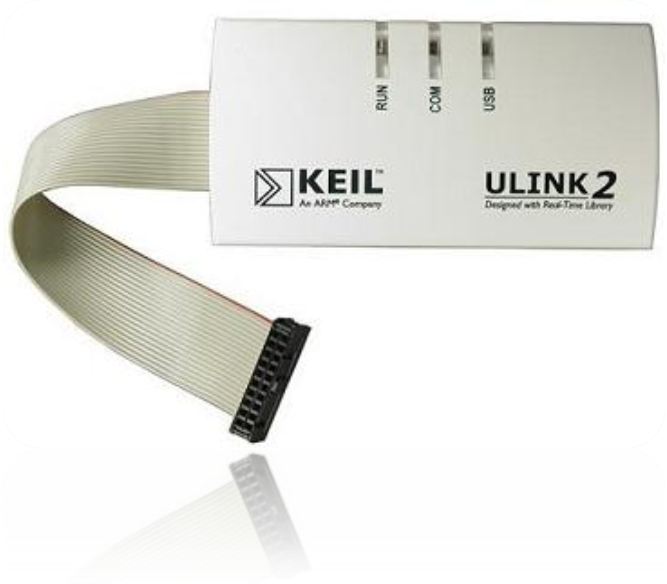 RUN
COM
USB
KEIL™
An ARM® Company
ULINK2
Designed with Real-Time Library